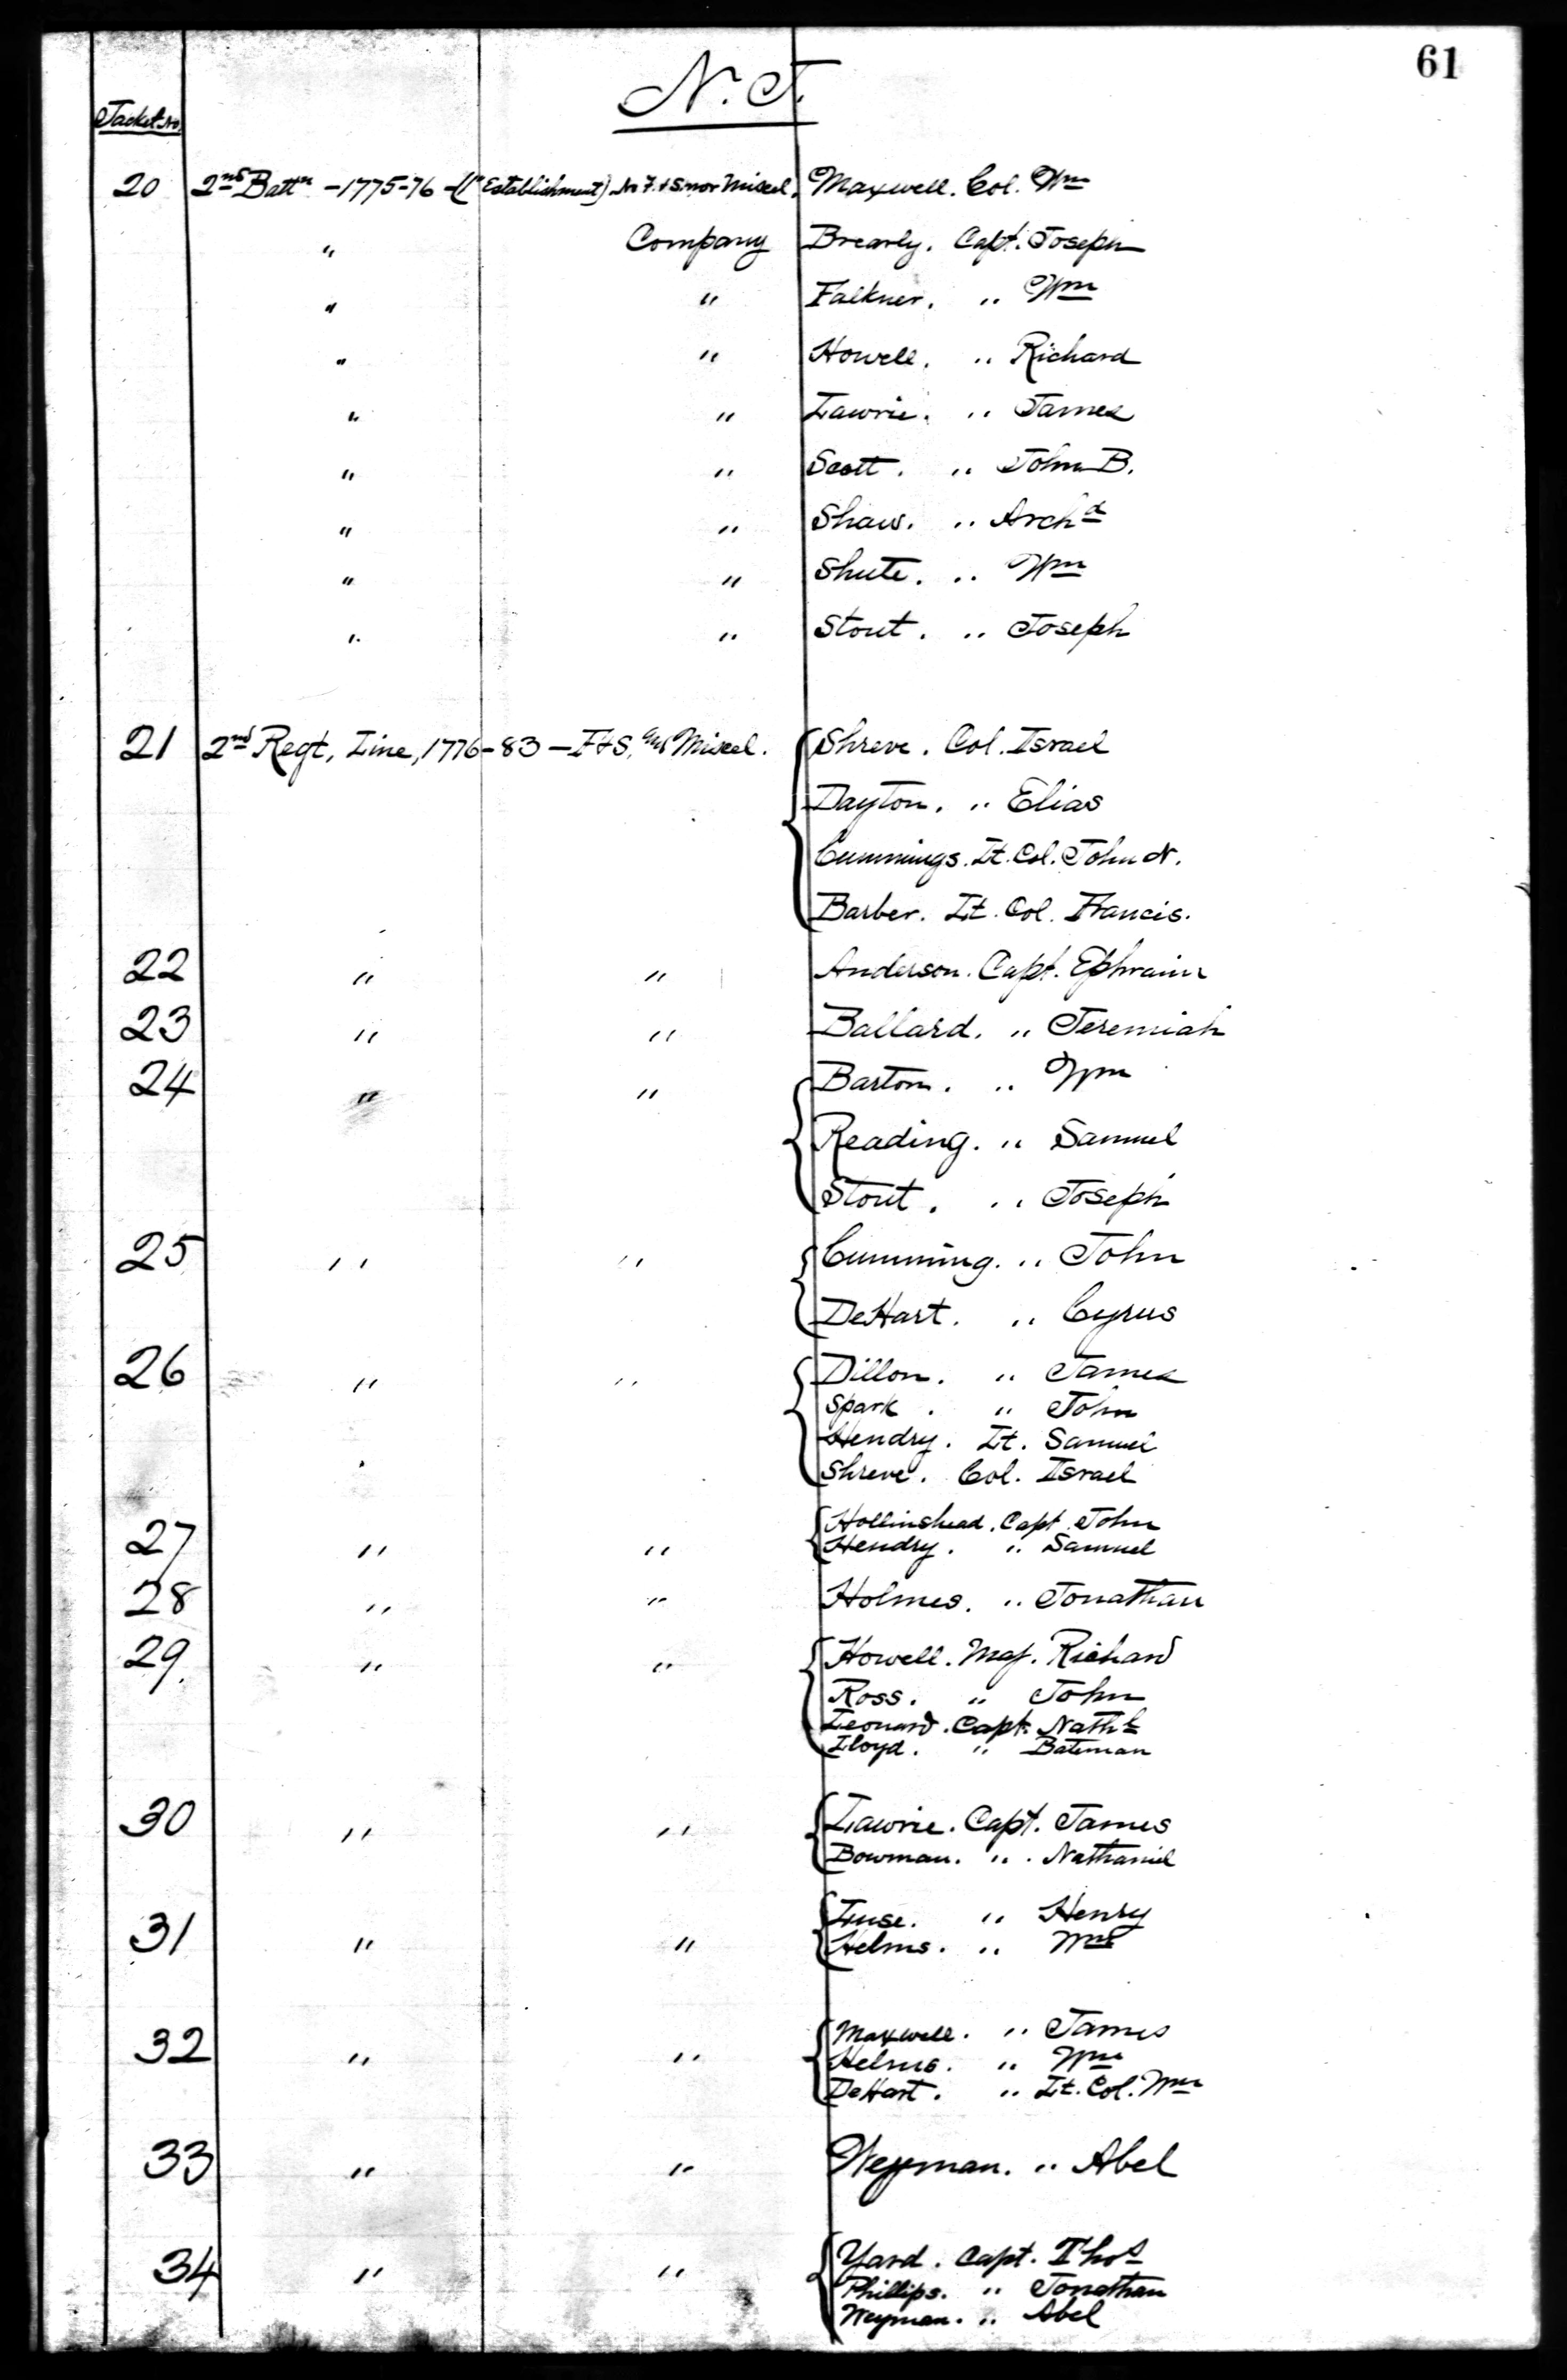 61
N. J.
Jacket No.
20 2nd Battn - 1775-76 - (1st Establishment) No F. & S. nor Miscel. Maxwell. Col. Wm
" Company Brearly. Capt. Joseph
" " Falkner. " Wm
" " Howell. " Richard
" " Lawrie. " James
" " Scott. " John B.
" " Shaw. " Archd
" " Shute. " Wm
" " Stout. " Joseph
21 2nd Regt, Line, 1776-83 - F & S. and Miscel. Shreve. Col. Israel
Dayton. " Elias
Cummings. Lt. Col. John N.
Barber. Lt. Col. Francis.
22 " " Anderson. Capt. Ephraim
23 " " Ballard. " Jeremiah
24 " " Barton. " Wm
Reading. " Samuel
Stout. " Joseph
25 " " Cumming. " John
DeHart. " Cyrus
26 " " Dillon. " James
Spark. " John
Hendry. Lt. Samuel
Shreve. Col. Israel
Hollinshead. Capt. John
27 " " Hendry. " Samuel
28 " " Holmes. " Jonathan
29. " " Howell. Maj. Richard
Ross. " John
Leonard. Capt. Nathl
Lloyd. " Bateman
30 " " Lawrie. Capt. James
Bowman. " Nathaniel
Luse. " Henry
31 " " Helms. " Wm
Maxwell. " James
32 " " Helms. " Wm
DeHart. " Lt. Col. Wm
33 " " Weyman. " Abel
34 " " Yard. Capt. Thos
Phillips. " Jonathan
Weyman. " Abel